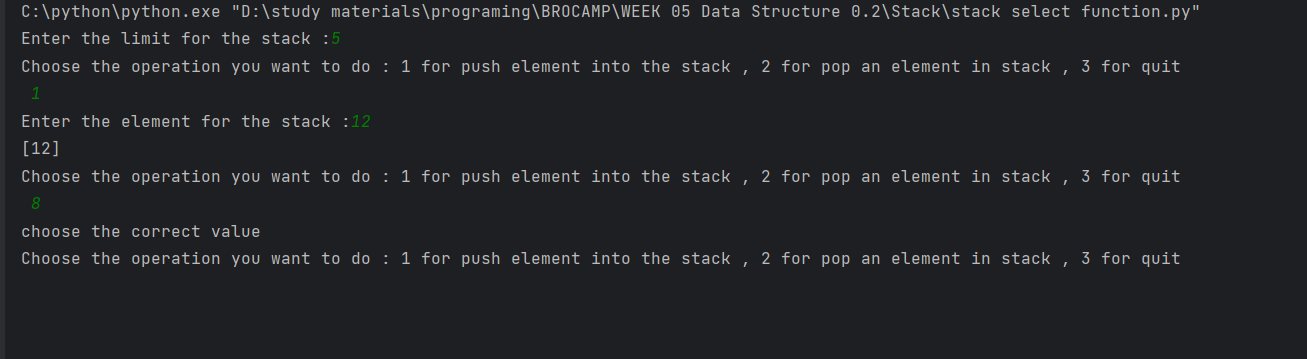 C:\python\python.exe "D:\study materials\programing\BROCAMP\WEEK 05 Data Structure 0.2\Stack\stack select function.py"
Enter the limit for the stack :5
Choose the operation you want to do : 1 for push element into the stack , 2 for pop an element in stack , 3 for quit
1
Enter the element for the stack :12
[12]
Choose the operation you want to do : 1 for push element into the stack , 2 for pop an element in stack , 3 for quit
8
choose the correct value
Choose the operation you want to do : 1 for push element into the stack , 2 for pop an element in stack , 3 for quit